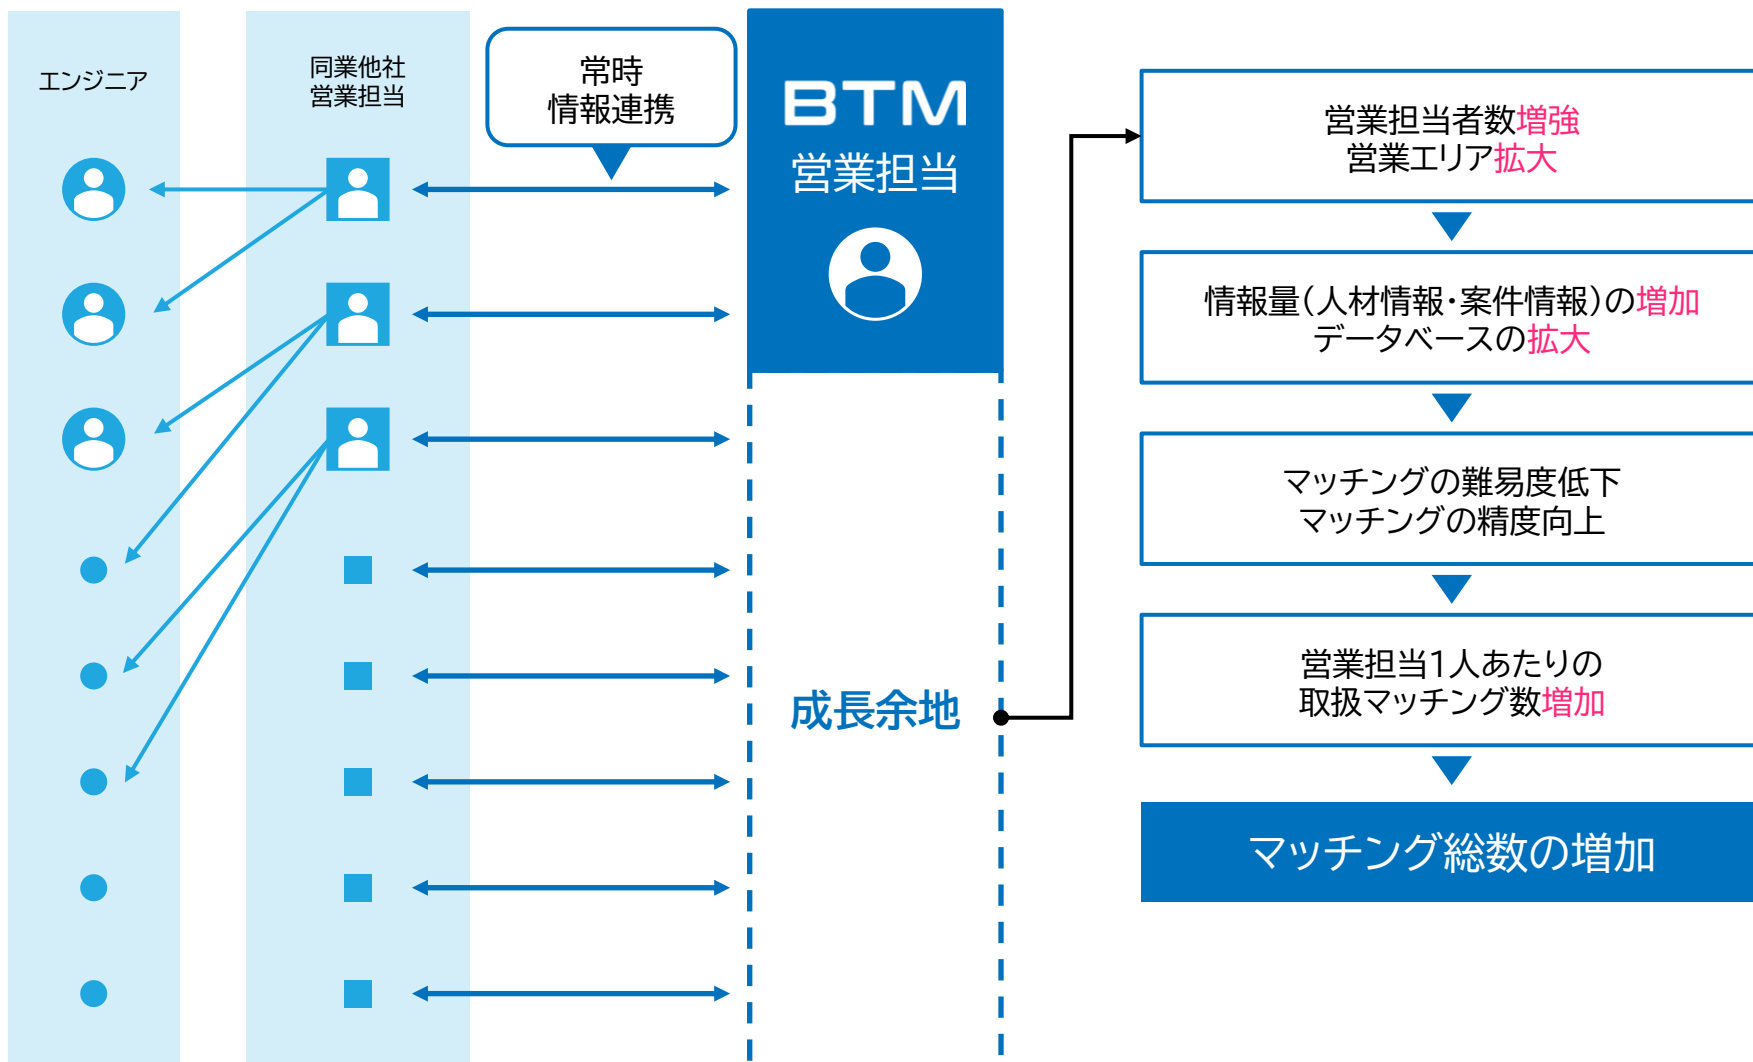 エンジニア
同業他社
営業担当
常時
情報連携
BTM
営業担当
成長余地
営業担当者数増強
営業エリア拡大
情報量(人材情報・案件情報)の増加
データベースの拡大
マッチングの難易度低下
マッチングの精度向上
営業担当1人あたりの
取扱マッチング数増加
マッチング総数の増加